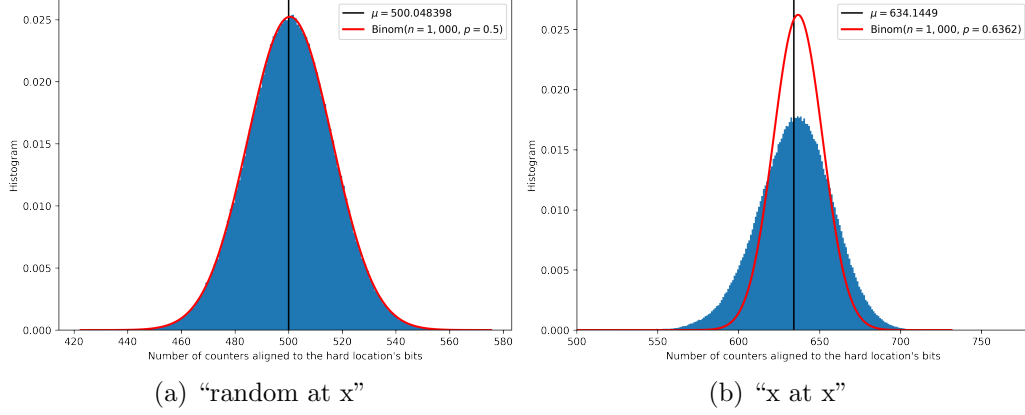 μ = 500.048398
Binom(n = 1, 000, p = 0.5)
Histogram
0.025
0.020
0.015
0.010
0.005
0.000
420 440 460 480 500 520 540 560 580
Number of counters aligned to the hard location's bits
(a) “random at x”
μ = 634.1449
Binom(n = 1, 000, p = 0.6362)
Histogram
0.025
0.020
0.015
0.010
0.005
0.000
500 550 600 650 700 750
Number of counters aligned to the hard location's bits
(b) “x at x”